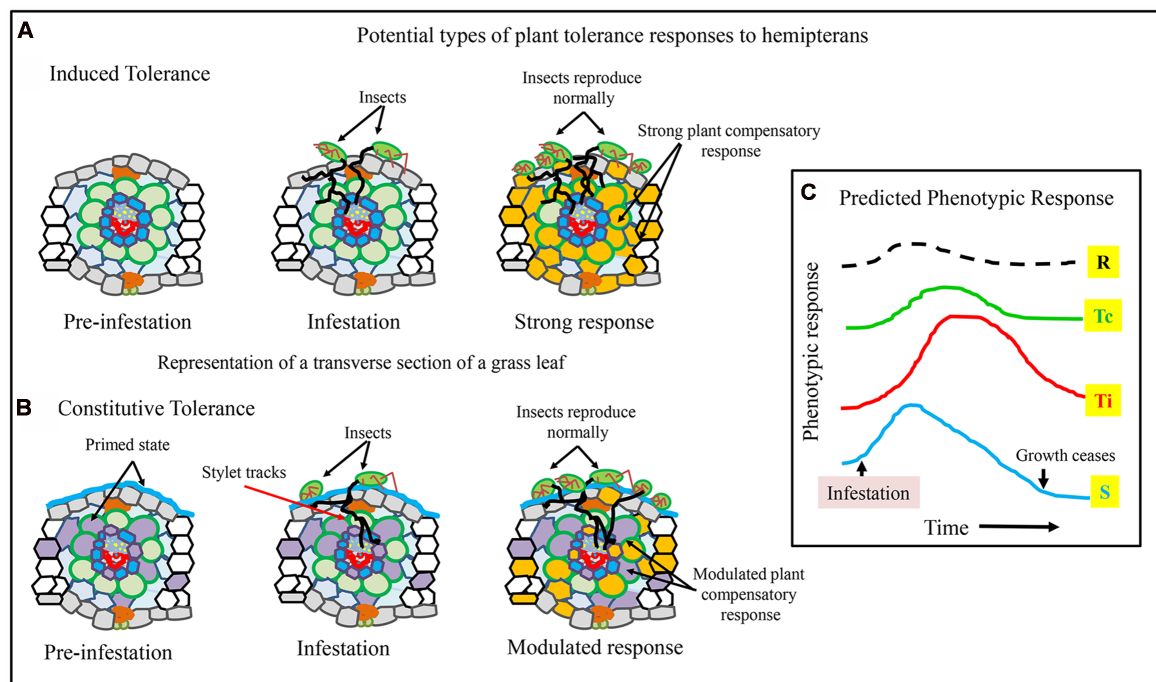 A
Potential types of plant tolerance responses to hemipterans
Induced Tolerance
Insects
Insects reproduce
normally
Strong plant compensatory
response
Pre-infestation
Infestation
Strong response
Representation of a transverse section of a grass leaf
B
Constitutive Tolerance
Primed state
Stylet tracks
Insects
Insects reproduce
normally
Modulated plant
compensatory
response
Pre-infestation
Infestation
Modulated response
C
Predicted Phenotypic Response
Phenotypic response
R
Tc
Ti
S
Growth ceases
Infestation
Time